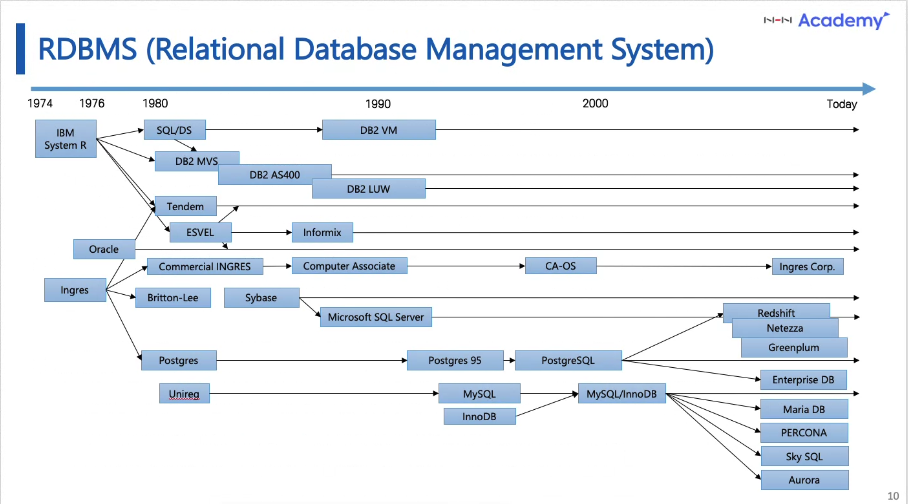 NHN Academy
RDBMS (Relational Database Management System)
1974 1976 1980 1990 2000 Today
IBM
System R
SQL/DS
DB2 VM
DB2 MVS
DB2 AS400
DB2 LUW
Tendem
ESVEL
Informix
Oracle
Commercial INGRES
Computer Associate
CA-OS
Ingres Corp.
Ingres
Britton-Lee
Sybase
Microsoft SQL Server
Redshift
Netezza
Greenplum
Postgres
Postgres 95
PostgreSQL
Enterprise DB
Unireg
MySQL
MySQL/InnoDB
InnoDB
Maria DB
PERCONA
Sky SQL
Aurora
10